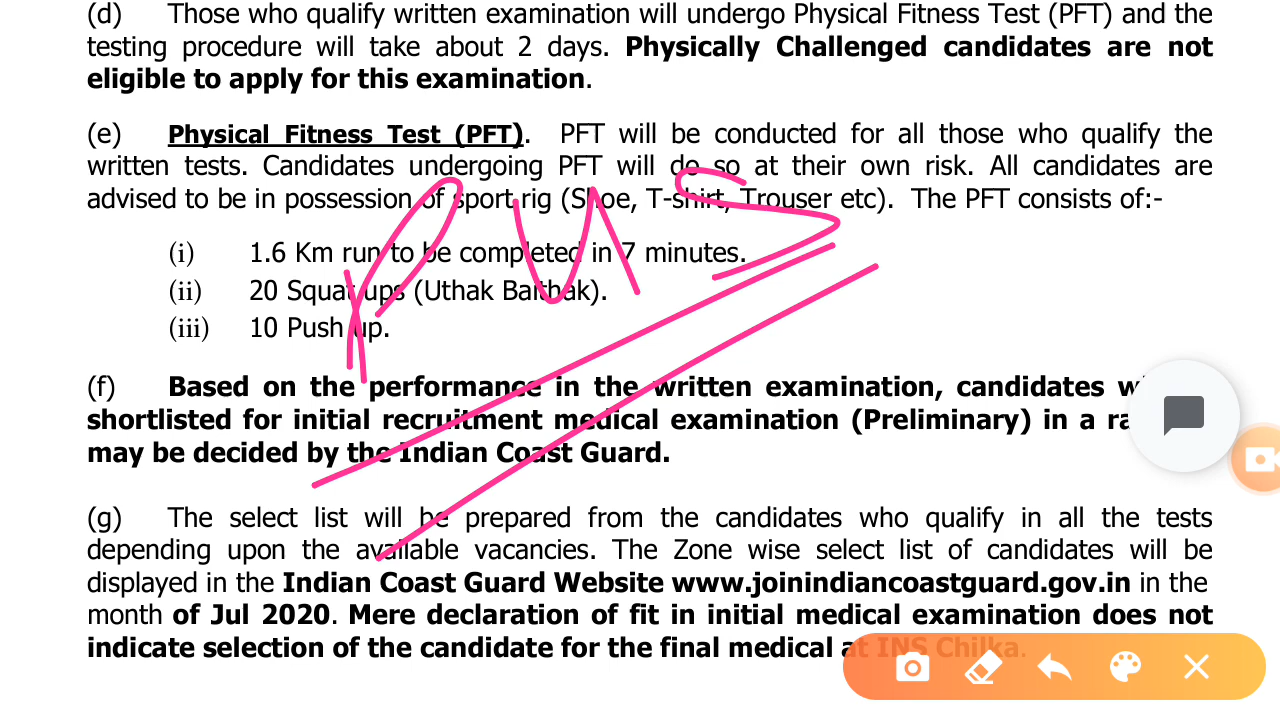 (d) Those who qualify written examination will undergo Physical Fitness Test (PFT) and the
testing procedure will take about 2 days. Physically Challenged candidates are not
eligible to apply for this examination.
(e) Physical Fitness Test (PFT). PFT will be conducted for all those who qualify the
written tests. Candidates undergoing PFT will do so at their own risk. All candidates are
advised to be in possession of sport rig (Shoe, T-shirt, Trouser etc). The PFT consists of:-
(i) 1.6 Km run to be completed in 7 minutes.
(ii) 20 Squat ups (Uthak Baithak).
(iii) 10 Push up.
(f) Based on the performance in the written examination, candidates
shortlisted for initial recruitment medical examination (Preliminary) in a
may be decided by the Indian Coast Guard.
(g) The select list will be prepared from the candidates who qualify in all the tests
depending upon the available vacancies. The Zone wise select list of candidates will be
displayed in the Indian Coast Guard Website www.joinindiancoastguard.gov.in in the
month of Jul 2020. Mere declaration of fit in initial medical examination does not
indicate selection of the candidate for the final medical at INS Chilka.